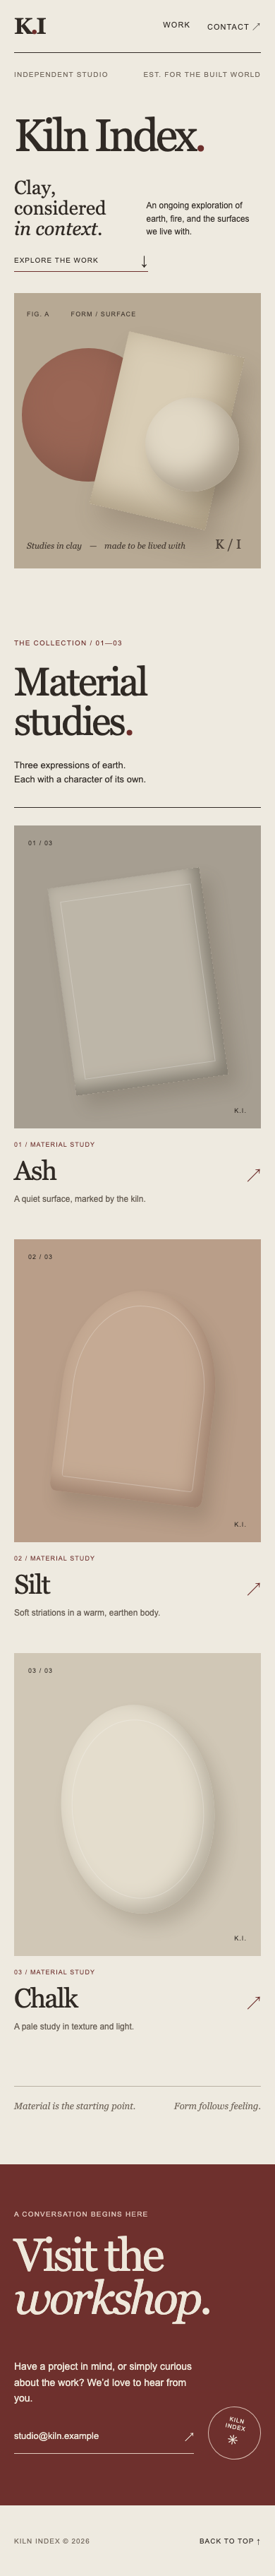 K.I
WORK
CONTACT ↗
INDEPENDENT STUDIO
EST. FOR THE BUILT WORLD
Kiln Index.
Clay,
considered
in context.
An ongoing exploration of
earth, fire, and the surfaces
we live with.
EXPLORE THE WORK ↓
FIG. A
FORM / SURFACE
Studies in clay — made to be lived with
K / I
THE COLLECTION / 01—03
Material
studies.
Three expressions of earth.
Each with a character of its own.
01 / 03
K.I.
01 / MATERIAL STUDY
Ash
↗
A quiet surface, marked by the kiln.
02 / 03
K.I.
02 / MATERIAL STUDY
Silt
↗
Soft striations in a warm, earthen body.
03 / 03
K.I.
03 / MATERIAL STUDY
Chalk
↗
A pale study in texture and light.
Material is the starting point.
Form follows feeling.
A CONVERSATION BEGINS HERE
Visit the
workshop.
Have a project in mind, or simply curious
about the work? We'd love to hear from
you.
studio@kiln.example ↗
KILN
INDEX
✳
KILN INDEX © 2026
BACK TO TOP ↑